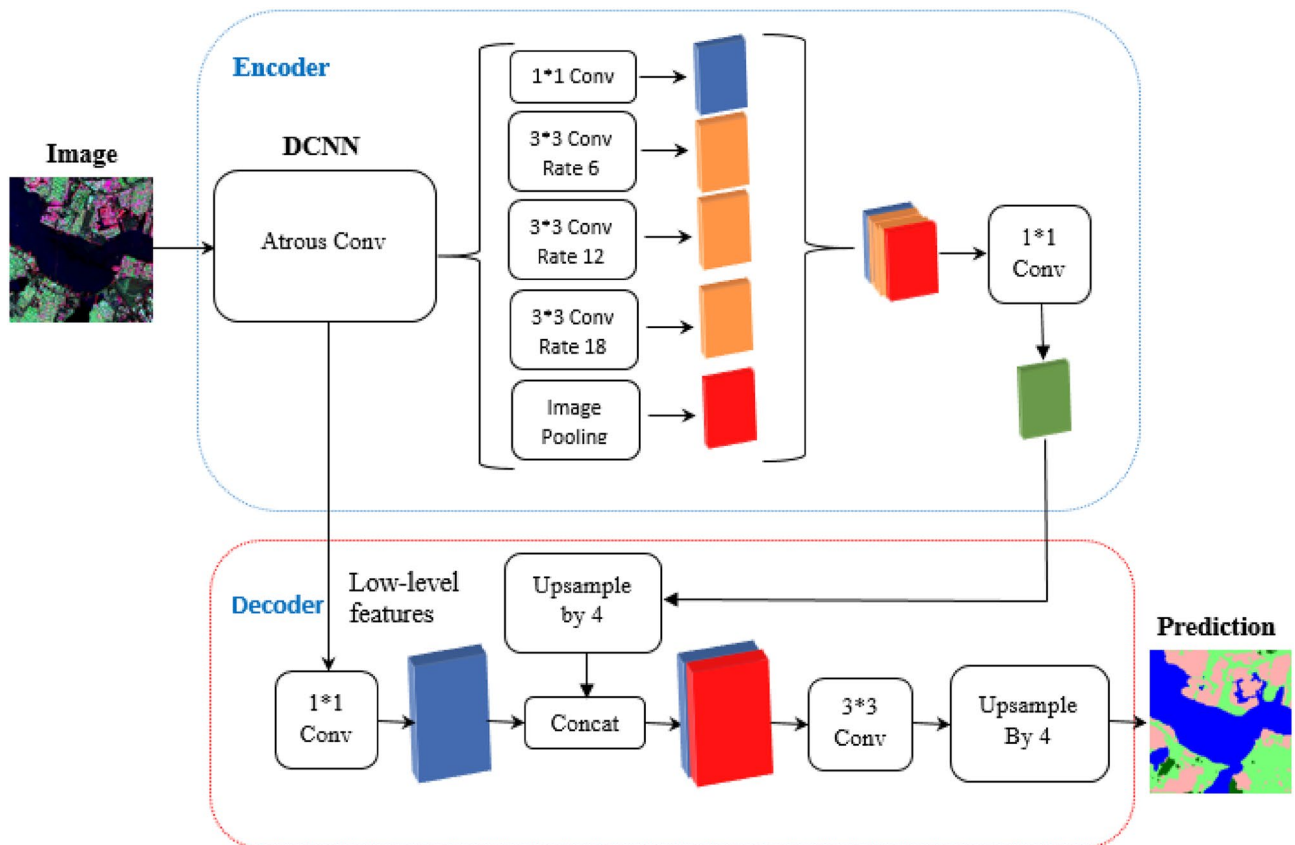 Encoder
Image
DCNN
Atrous Conv
1*1 Conv
3*3 Conv
Rate 6
3*3 Conv
Rate 12
3*3 Conv
Rate 18
Image
Pooling
1*1
Conv
Decoder
Low-level
features
Upsample
by 4
1*1
Conv
Concat
3*3
Conv
Upsample
By 4
Prediction